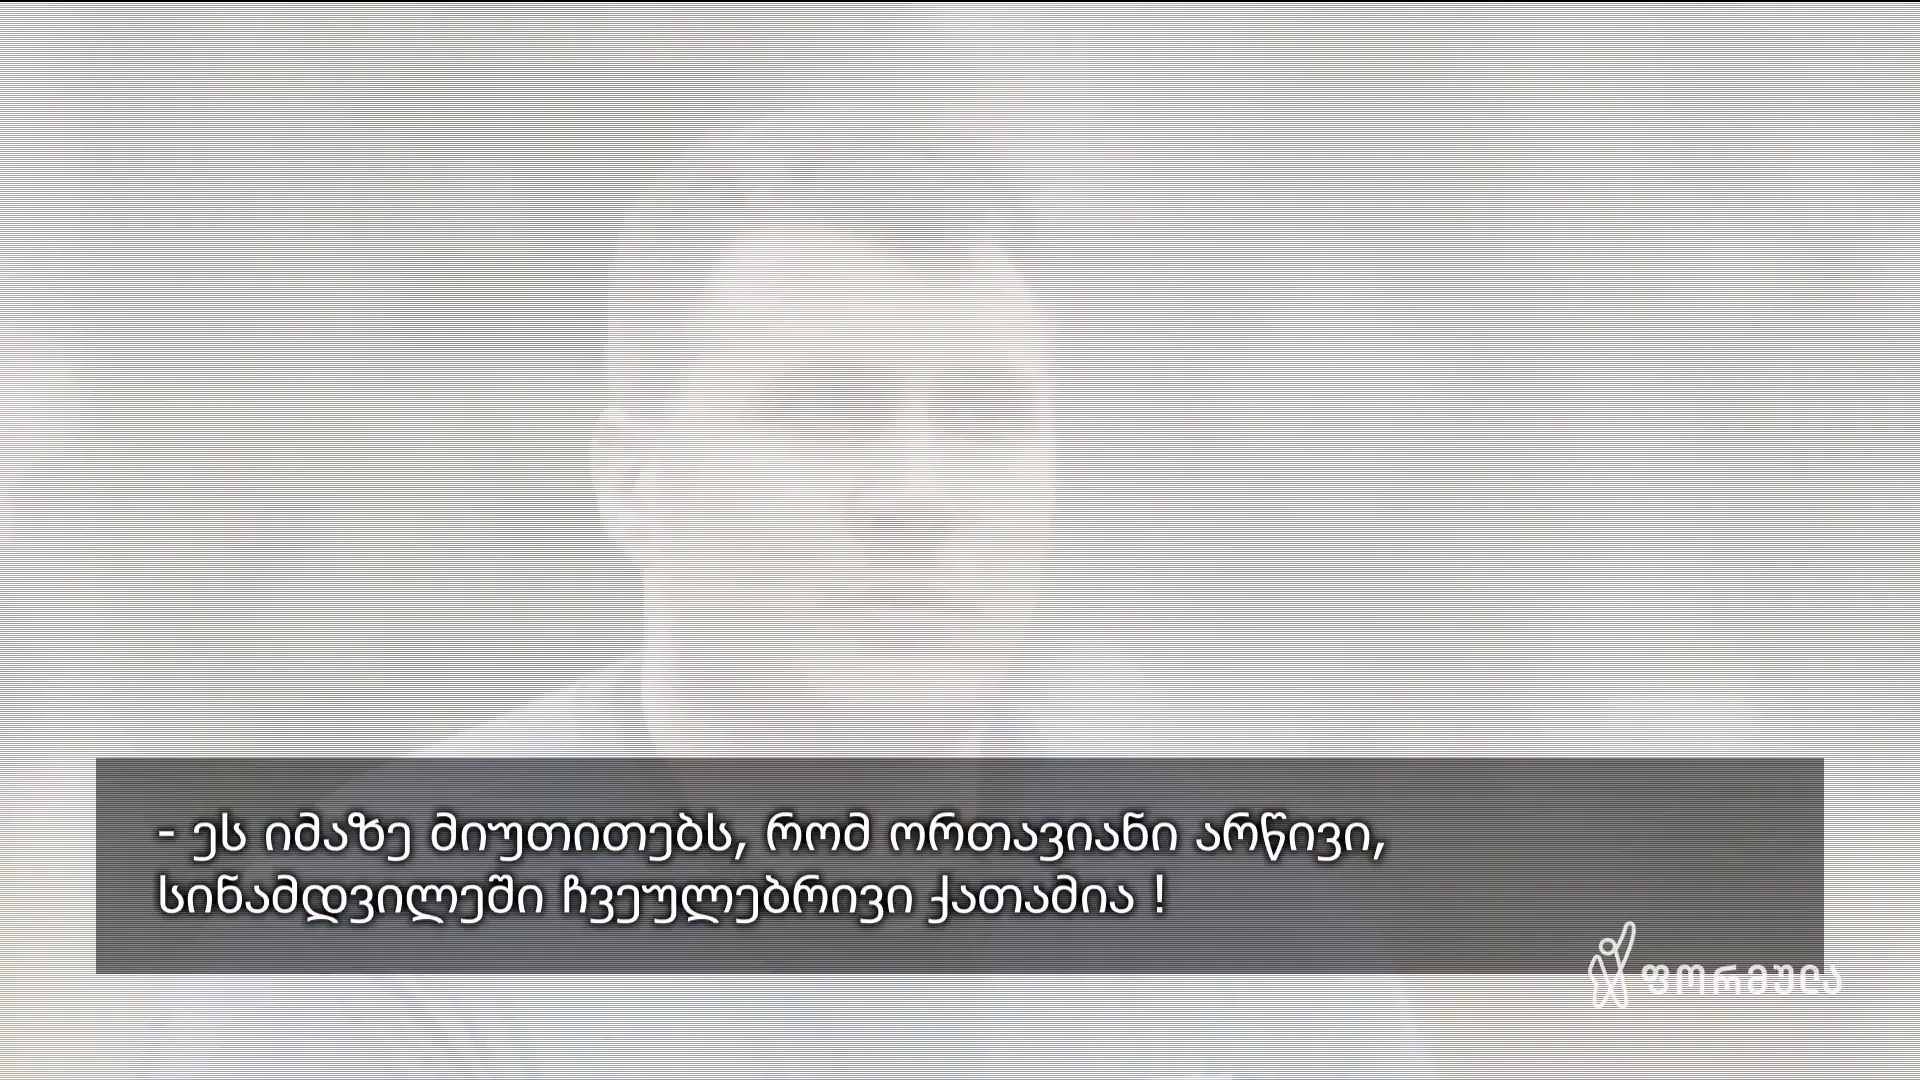 - ეს იმაზე მიუთითებს, რომ ორთავიანი არწივი,
სინამდვილეში ჩვეულებრივი ქათამია !
ფორმულა